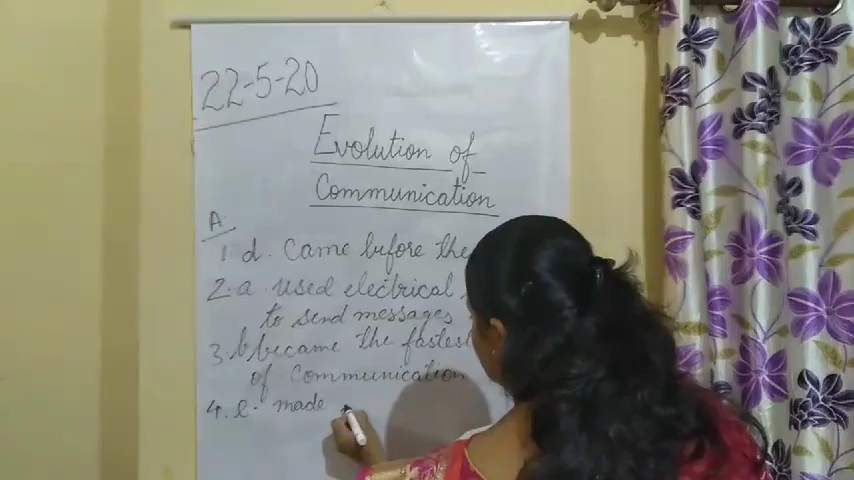 22-5-20
Evolution of
Communication
A.
1 d. Came before the
2. a. used electrical
to send messages
3. b became the fastest
of Communication
4. e. made